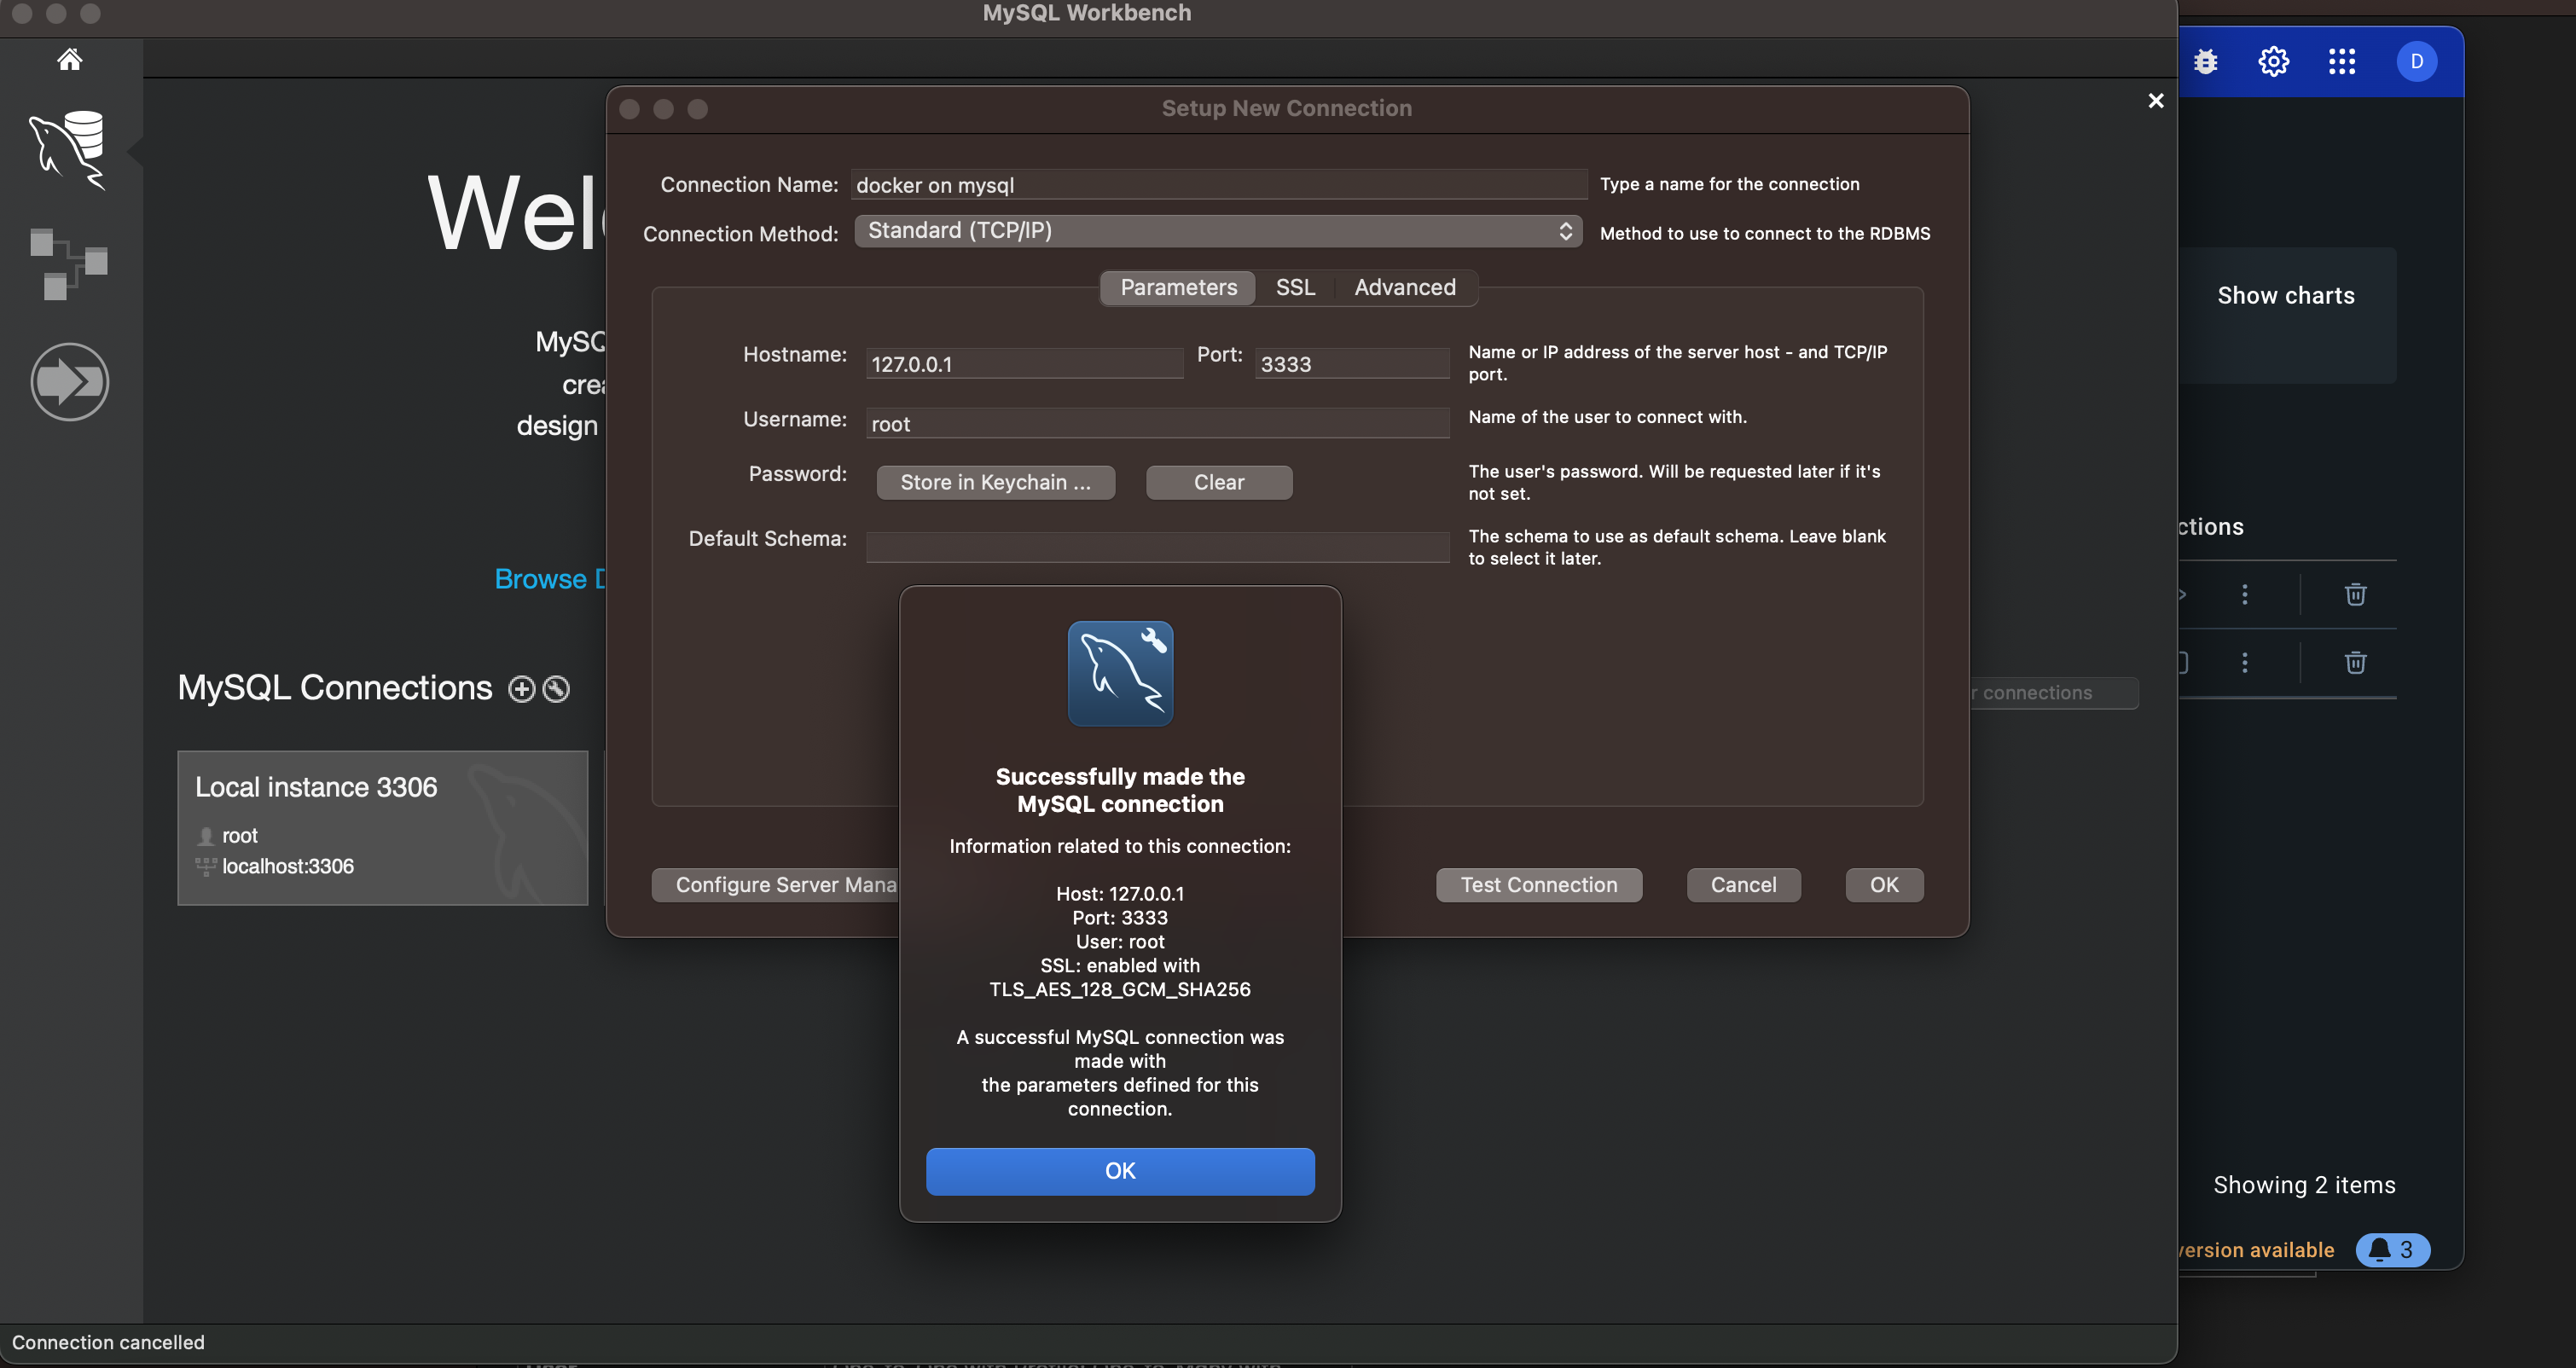 MySQL Workbench
D
Setup New Connection
Connection Name:
docker on mysql
Type a name for the connection
Connection Method:
Standard (TCP/IP)
Method to use to connect to the RDBMS
Parameters
SSL
Advanced
Hostname:
127.0.0.1
Port:
3333
Name or IP address of the server host - and TCP/IP
port.
Username:
root
Name of the user to connect with.
Password:
Store in Keychain ...
Clear
The user's password. Will be requested later if it's
not set.
Default Schema:
The schema to use as default schema. Leave blank
to select it later.
Configure Server Mana
Test Connection
Cancel
OK
Successfully made the
MySQL connection
Information related to this connection:
Host: 127.0.0.1
Port: 3333
User: root
SSL: enabled with
TLS_AES_128_GCM_SHA256
A successful MySQL connection was
made with
the parameters defined for this
connection.
OK
Wel
MySQ
crea
design
Browse D
MySQL Connections
r connections
Local instance 3306
root
localhost:3306
Connection cancelled
Show charts
ctions
Showing 2 items
version available
3